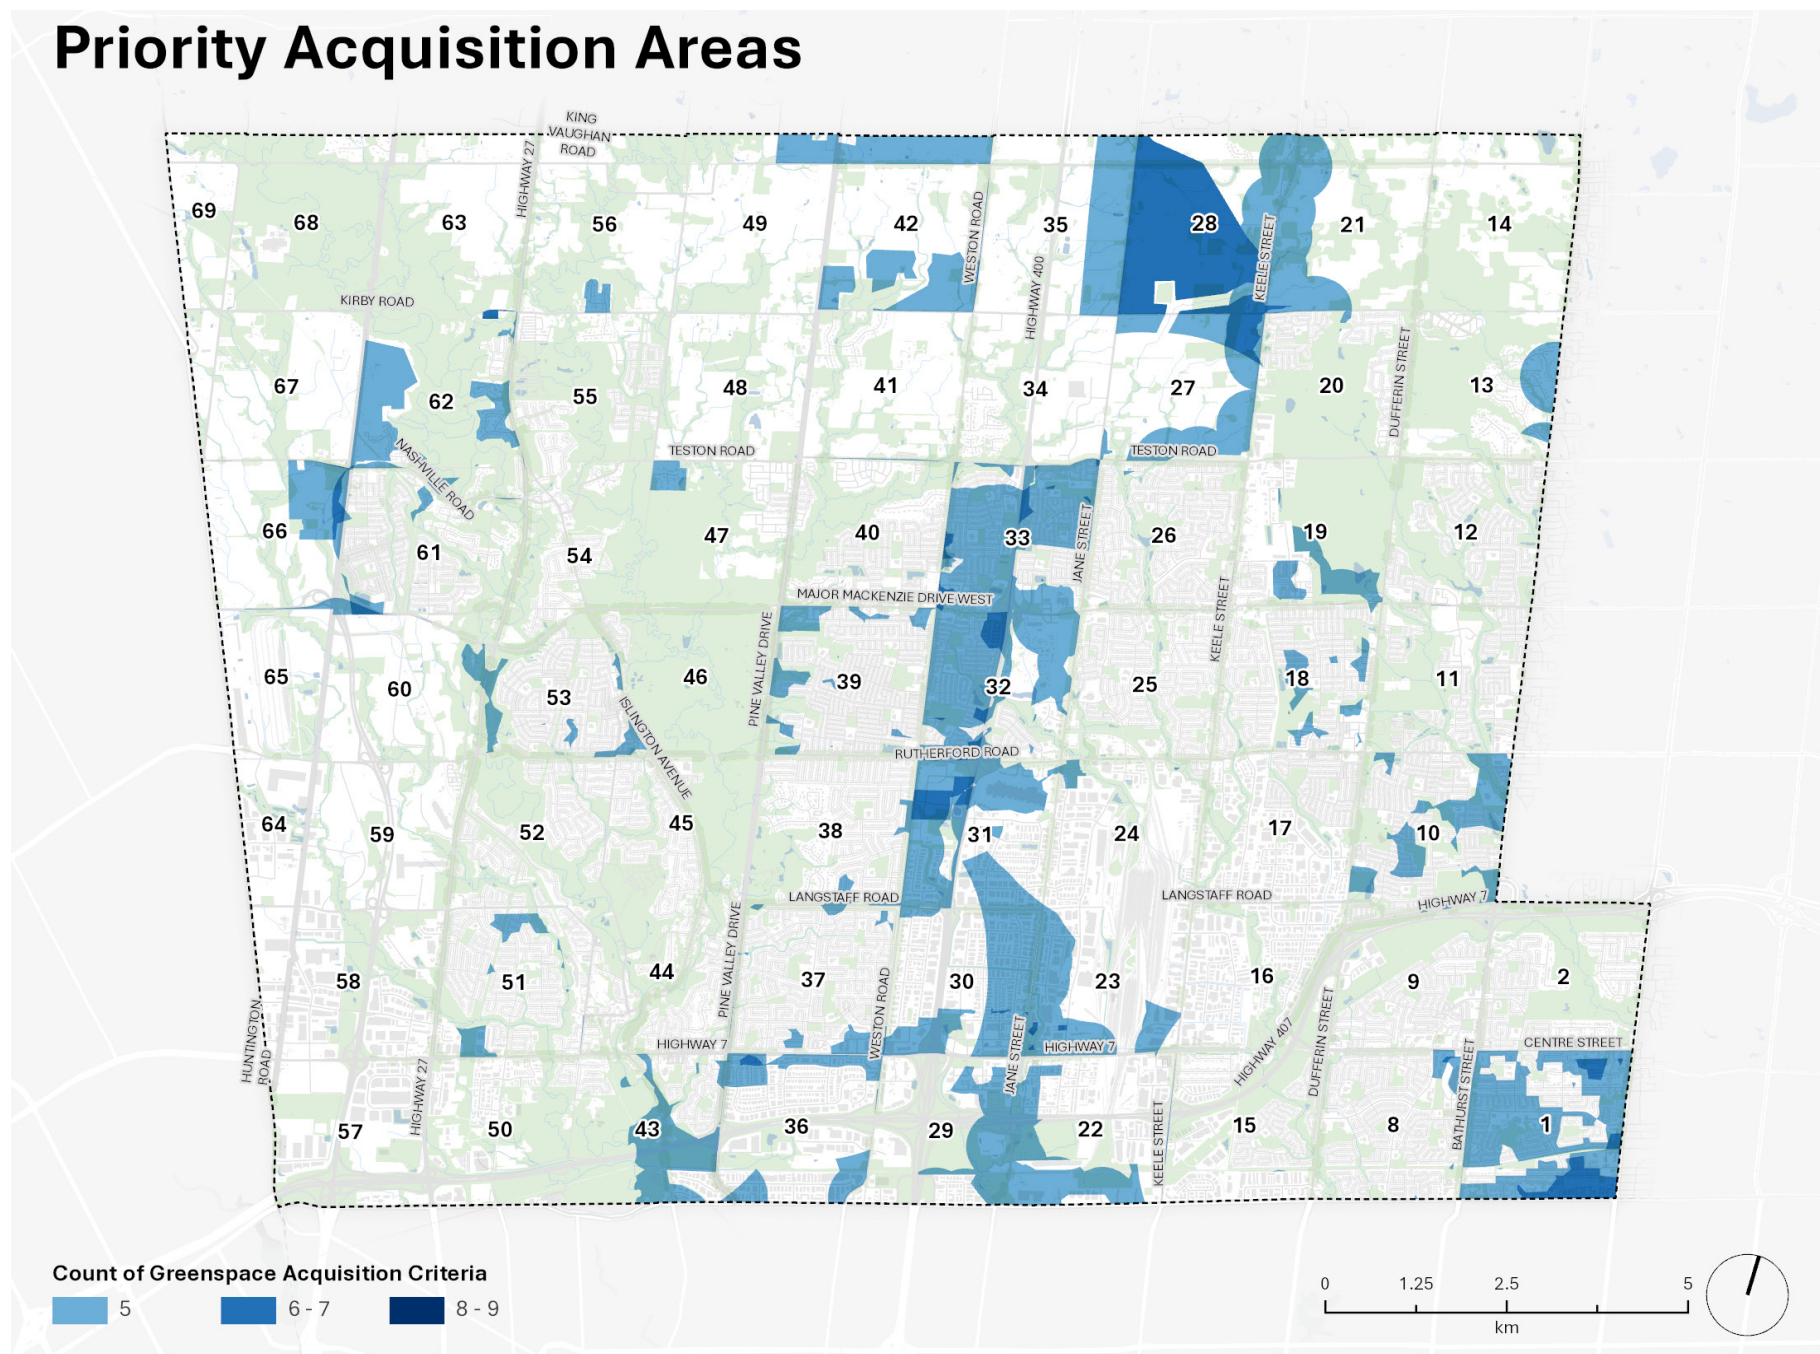 Priority Acquisition Areas
KING
VAUGHAN
ROAD
HIGHWAY 27
WESTON ROAD
HIGHWAY 400
KEELE STREET
69
68
63
56
49
42
35
28
21
14
KIRBY ROAD
DUFFERIN STREET
67
62
55
48
41
34
27
20
13
NASHVILLE ROAD
TESTON ROAD
TESTON ROAD
66
61
54
47
40
33
JANE STREET
26
19
12
MAJOR MACKENZIE DRIVE WEST
KEELE STREET
PINE VALLEY DRIVE
65
60
53
46
39
32
25
18
11
ISLINGTON AVENUE
RUTHERFORD ROAD
64
59
52
45
38
31
24
17
10
LANGSTAFF ROAD
LANGSTAFF ROAD
HIGHWAY 7
PINE VALLEY DRIVE
58
51
44
37
30
23
16
9
2
WESTON ROAD
HUNTINGTON
ROAD
HIGHWAY 7
JANE STREET
HIGHWAY 7
HIGHWAY 407
DUFFERIN STREET
CENTRE STREET
HIGHWAY 27
BATHURST STREET
KEELE STREET
57
50
43
36
29
22
15
8
1
Count of Greenspace Acquisition Criteria
5
6 - 7
8 - 9
0 1.25 2.5 5
km